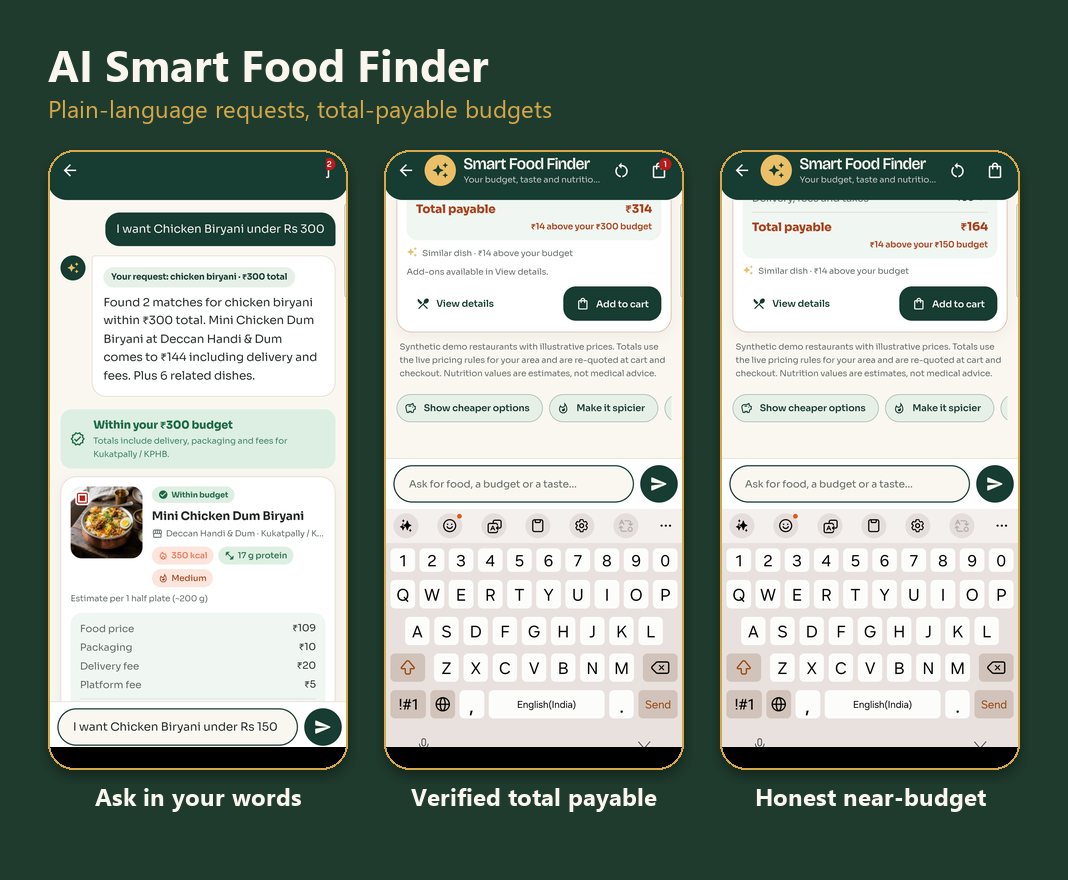 AI Smart Food Finder
Plain-language requests, total-payable budgets
2
I want Chicken Biryani under Rs 300
Your request: chicken biryani · ₹300 total
Found 2 matches for chicken biryani
within ₹300 total. Mini Chicken Dum
Biryani at Deccan Handi & Dum
comes to ₹144 including delivery and
fees. Plus 6 related dishes.
Within your ₹300 budget
Totals include delivery, packaging and fees for
Kukatpally / KPHB.
Within budget
Mini Chicken Dum Biryani
Deccan Handi & Dum · Kukatpally / K...
350 kcal
17 g protein
Medium
Estimate per 1 half plate (~200 g)
Food price ₹109
Packaging ₹10
Delivery fee ₹20
Platform fee ₹5
I want Chicken Biryani under Rs 150
Ask in your words
Smart Food Finder
Your budget, taste and nutritio...
1
Total payable ₹314
₹14 above your ₹300 budget
Similar dish · ₹14 above your budget
Add-ons available in View details.
View details
Add to cart
Synthetic demo restaurants with illustrative prices. Totals use
the live pricing rules for your area and are re-quoted at cart and
checkout. Nutrition values are estimates, not medical advice.
Show cheaper options
Make it spicier
Ask for food, a budget or a taste...
1 2 3 4 5 6 7 8 9 0
Q W E R T Y U I O P
A S D F G H J K L
Z X C V B N M
!#1 , English(India) . Send
Verified total payable
Smart Food Finder
Your budget, taste and nutritio...
Delivery, fees and taxes
Total payable ₹164
₹14 above your ₹150 budget
Similar dish · ₹14 above your budget
View details
Add to cart
Synthetic demo restaurants with illustrative prices. Totals use
the live pricing rules for your area and are re-quoted at cart and
checkout. Nutrition values are estimates, not medical advice.
Show cheaper options
Make it spicier
Ask for food, a budget or a taste...
1 2 3 4 5 6 7 8 9 0
Q W E R T Y U I O P
A S D F G H J K L
Z X C V B N M
!#1 , English(India) . Send
Honest near-budget